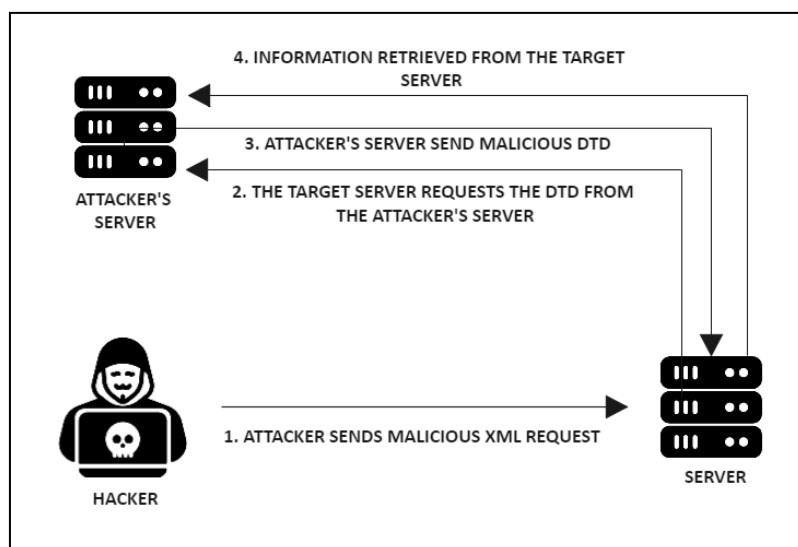 4. INFORMATION RETRIEVED FROM THE TARGET
SERVER
3. ATTACKER'S SERVER SEND MALICIOUS DTD
2. THE TARGET SERVER REQUESTS THE DTD FROM
THE ATTACKER'S SERVER
ATTACKER'S
SERVER
1. ATTACKER SENDS MALICIOUS XML REQUEST
HACKER
SERVER